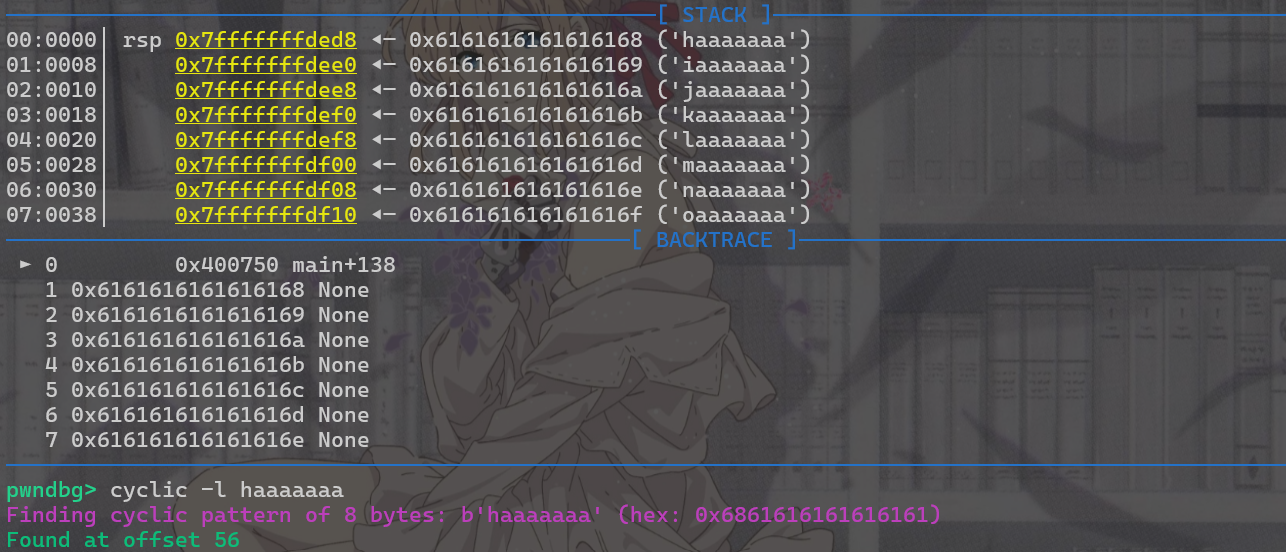 [ STACK ]
00:0000│ rsp 0x7fffffffded8 ◂— 0x6161616161616168 ('haaaaaaa')
01:0008│     0x7fffffffdee0 ◂— 0x6161616161616169 ('iaaaaaaa')
02:0010│     0x7fffffffdee8 ◂— 0x616161616161616a ('jaaaaaaa')
03:0018│     0x7fffffffdef0 ◂— 0x616161616161616b ('kaaaaaaa')
04:0020│     0x7fffffffdef8 ◂— 0x616161616161616c ('laaaaaaa')
05:0028│     0x7fffffffdf00 ◂— 0x616161616161616d ('maaaaaaa')
06:0030│     0x7fffffffdf08 ◂— 0x616161616161616e ('naaaaaaa')
07:0038│     0x7fffffffdf10 ◂— 0x616161616161616f ('oaaaaaaa')
[ BACKTRACE ]
► 0         0x400750 main+138
1 0x6161616161616168 None
2 0x6161616161616169 None
3 0x616161616161616a None
4 0x616161616161616b None
5 0x616161616161616c None
6 0x616161616161616d None
7 0x616161616161616e None
pwndbg> cyclic -l haaaaaaa
Finding cyclic pattern of 8 bytes: b'haaaaaaa' (hex: 0x6861616161616161)
Found at offset 56